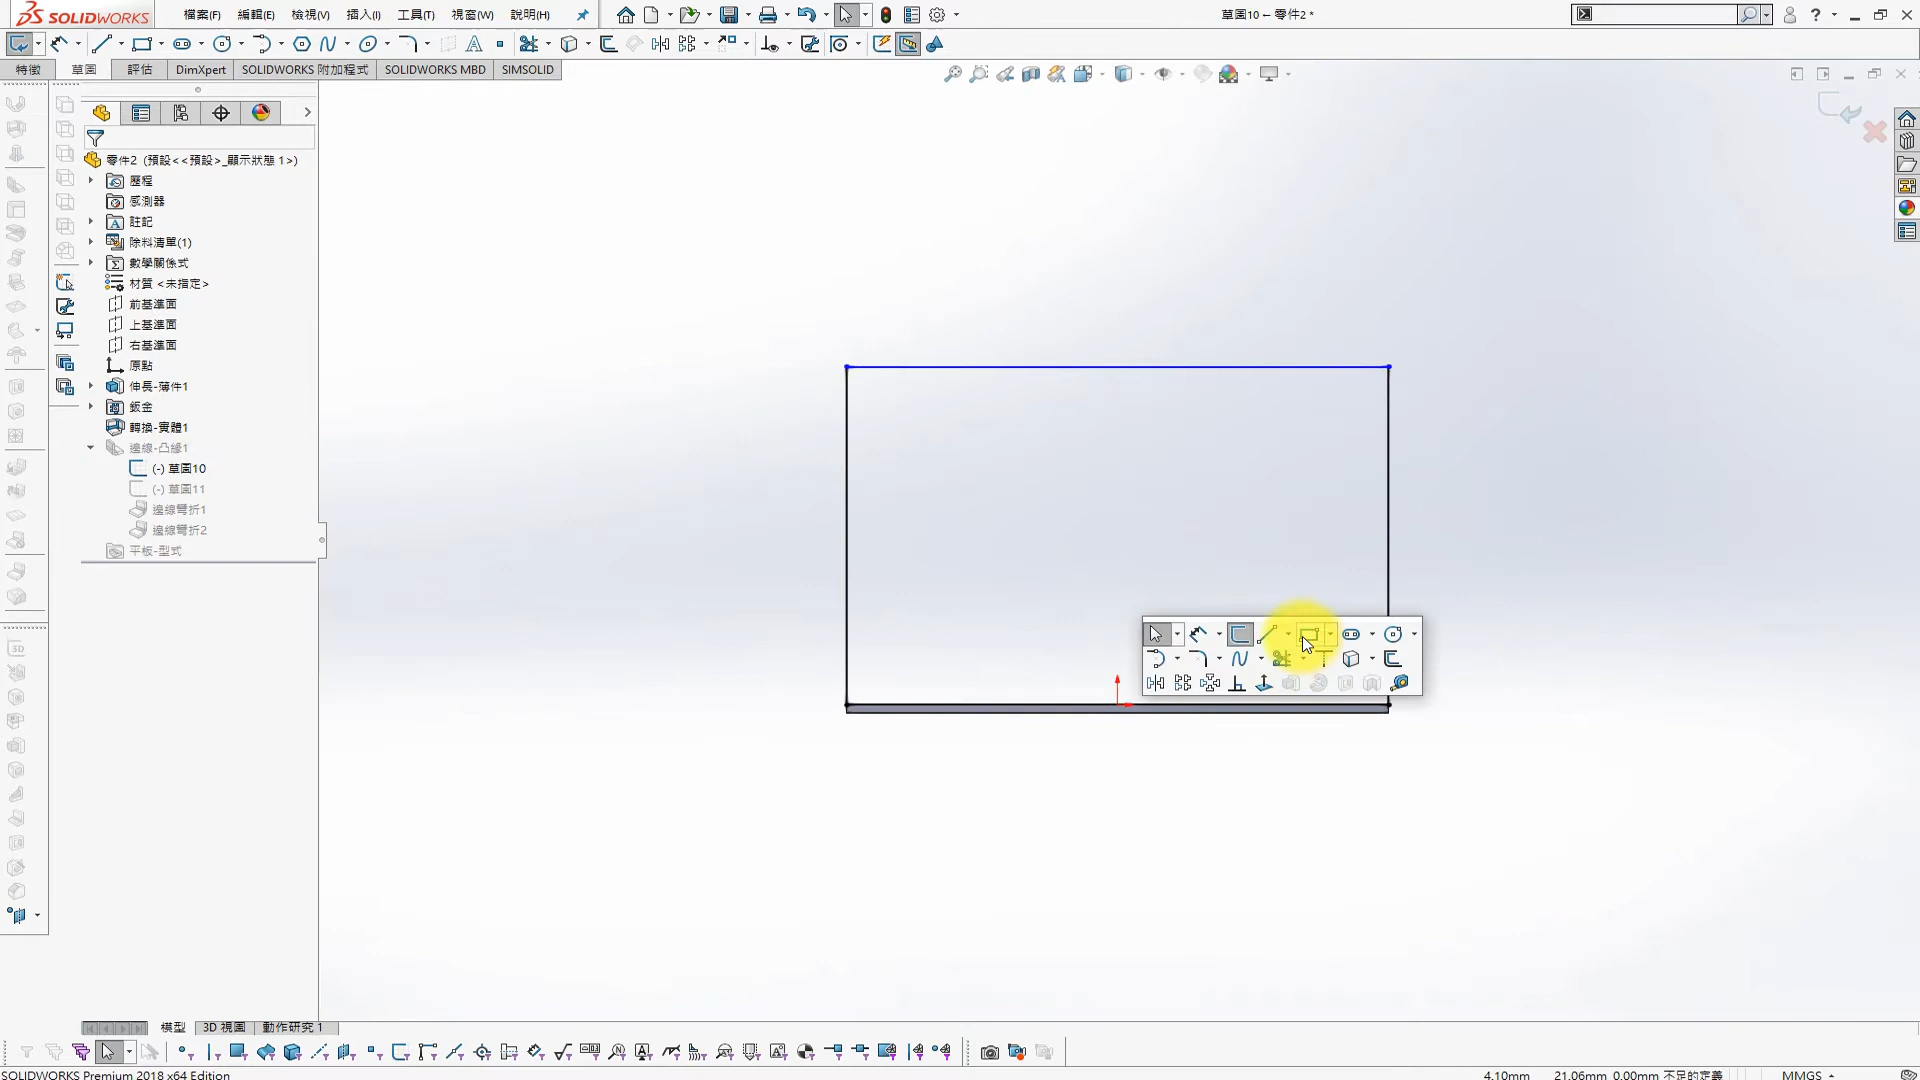 SOLIDWORKS
檔案(F) 編輯(E) 檢視(V) 插入(I) 工具(T) 視窗(W) 說明(H)
草圖10 – 零件2 *
特徵 草圖 評估 DimXpert SOLIDWORKS 附加程式 SOLIDWORKS MBD SIMSOLID
零件2 (預設<<預設>_顯示狀態 1>)
歷程
感測器
註記
除料清單(1)
數學關係式
材質 <未指定>
前基準面
上基準面
右基準面
原點
伸長-薄件1
鈑金
轉換-實體1
邊線-凸緣1
(-) 草圖10
(-) 草圖11
邊線彎折1
邊線彎折2
平板-型式
模型 3D 視圖 動作研究 1
SOLIDWORKS Premium 2018 x64 Edition
4.10mm 21.06mm 0.00mm 不足的定義 MMGS